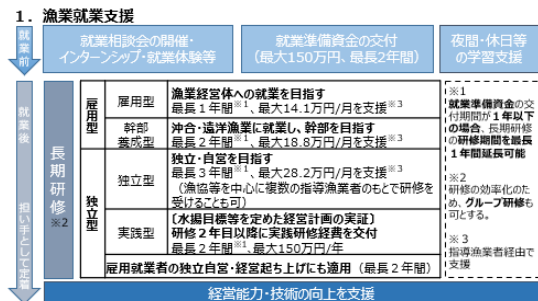 1. 漁業就業支援
就業前
就業相談会の開催・
インターンシップ・就業体験等
就業準備資金の交付
(最大150万円、最長2年間)
夜間・休日等
の学習支援
就業後
担い手として定着
長期研修
※2
雇用型
雇用型
漁業経営体への就業を目指す
最長1年間※1、最大14.1万円/月を支援※3
幹部
養成型
沖合・遠洋漁業に就業し、幹部を目指す
最長2年間※1、最大18.8万円/月を支援※3
独立型
独立型
独立・自営を目指す
最長3年間※1、最大28.2万円/月を支援※3
(漁協等を中心に複数の指導漁業者のもとで研修を
受けることも可)
実践型
〔水揚目標等を定めた経営計画の実証〕
研修2年目以降に実践研修経費を交付
最長2年間※1、最大150万円/年
雇用就業者の独立自営・経営起ち上げにも適用(最長2年間)
※1
就業準備資金の交
付期間が1年以下
の場合、長期研修
の研修期間を最長
1年間延長可能
※2
研修の効率化のた
め、グループ研修も
可とする。
※3
指導漁業者経由で
支援
経営能力・技術の向上を支援